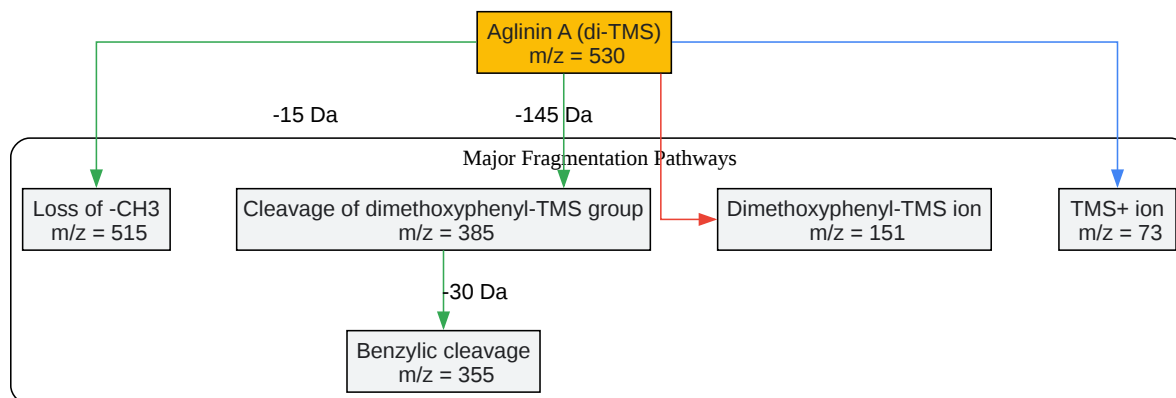 Aglinin A (di-TMS)
m/z = 530
-15 Da
-145 Da
Major Fragmentation Pathways
Loss of -CH3
m/z = 515
Cleavage of dimethoxyphenyl-TMS group
m/z = 385
Dimethoxyphenyl-TMS ion
m/z = 151
TMS+ ion
m/z = 73
-30 Da
Benzylic cleavage
m/z = 355